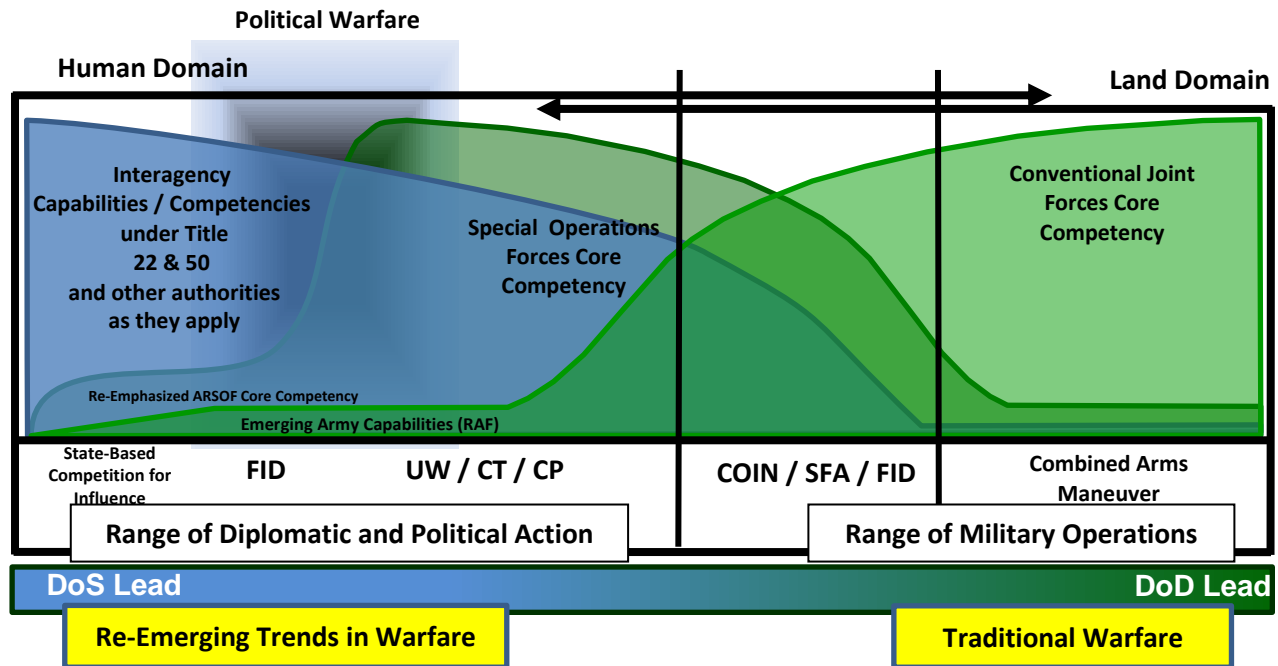 Political Warfare
Human Domain
Land Domain
Interagency
Capabilities / Competencies
under Title
22 & 50
and other authorities
as they apply
Special Operations
Forces Core
Competency
Conventional Joint
Forces Core
Competency
Re-Emphasized ARSOF Core Competency
Emerging Army Capabilities (RAF)
State-Based
Competition for
Influence
FID
UW / CT / CP
COIN / SFA / FID
Combined Arms
Maneuver
Range of Diplomatic and Political Action
Range of Military Operations
DoS Lead
DoD Lead
Re-Emerging Trends in Warfare
Traditional Warfare